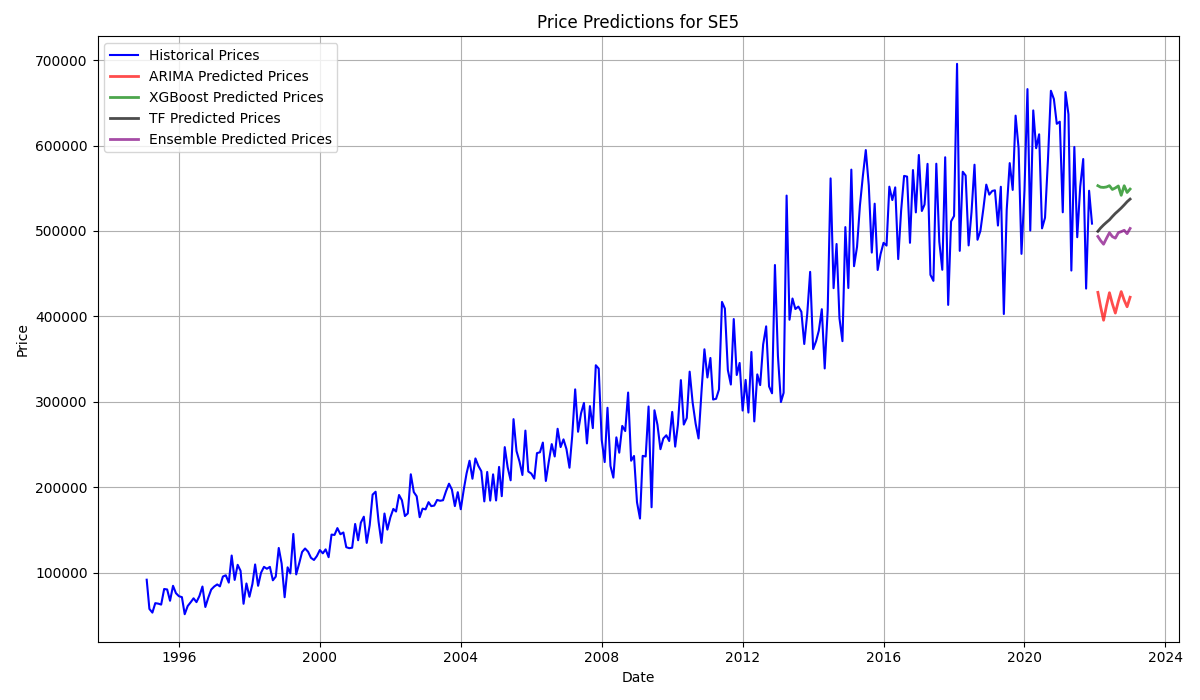 Price Predictions for SE5
Historical Prices
ARIMA Predicted Prices
XGBoost Predicted Prices
TF Predicted Prices
Ensemble Predicted Prices
700000
600000
500000
400000
300000
200000
100000
Price
1996 2000 2004 2008 2012 2016 2020 2024
Date